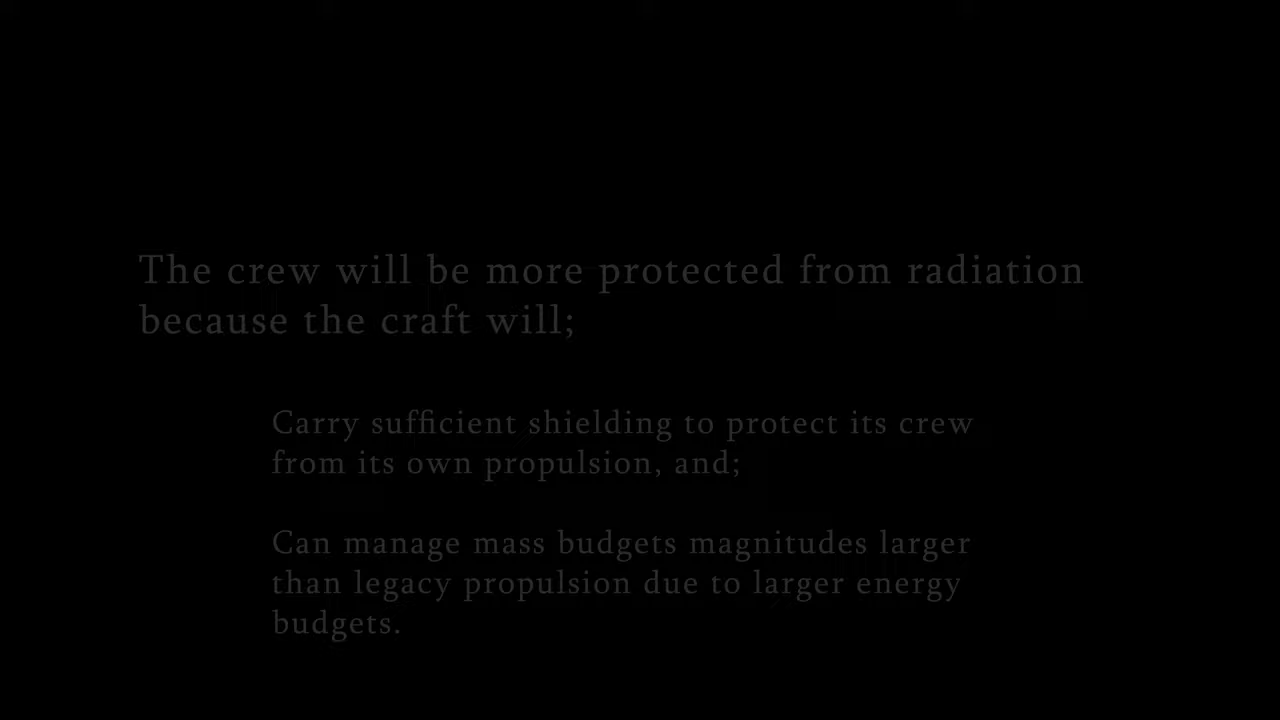 The crew will be more protected from radiation
because the craft will;
Carry sufficient shielding to protect its crew
from its own propulsion, and;
Can manage mass budgets magnitudes larger
than legacy propulsion due to larger energy
budgets.